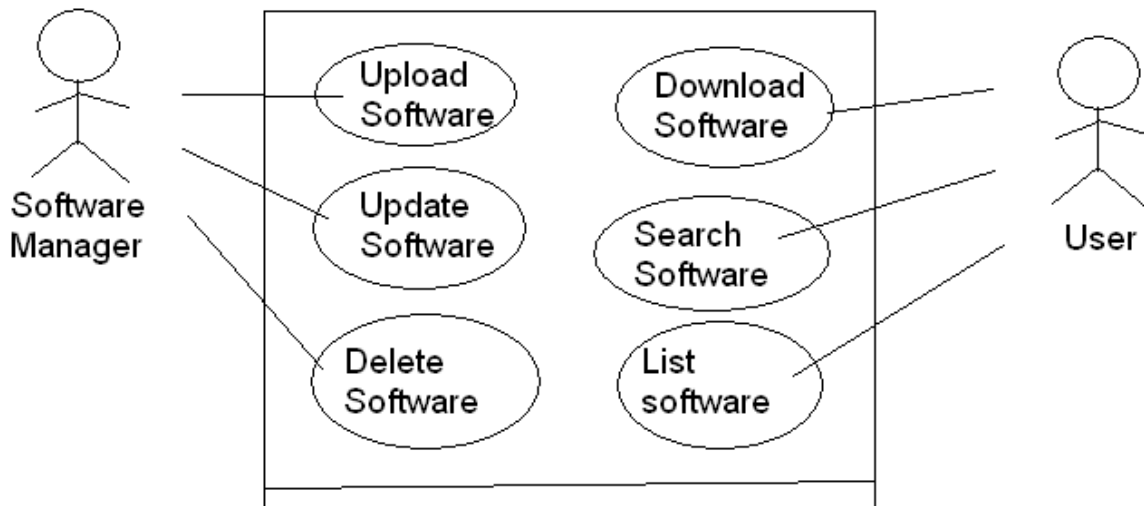 Upload
Software
Download
Software
Software
Manager
Update
Software
Search
Software
User
Delete
Software
List
software